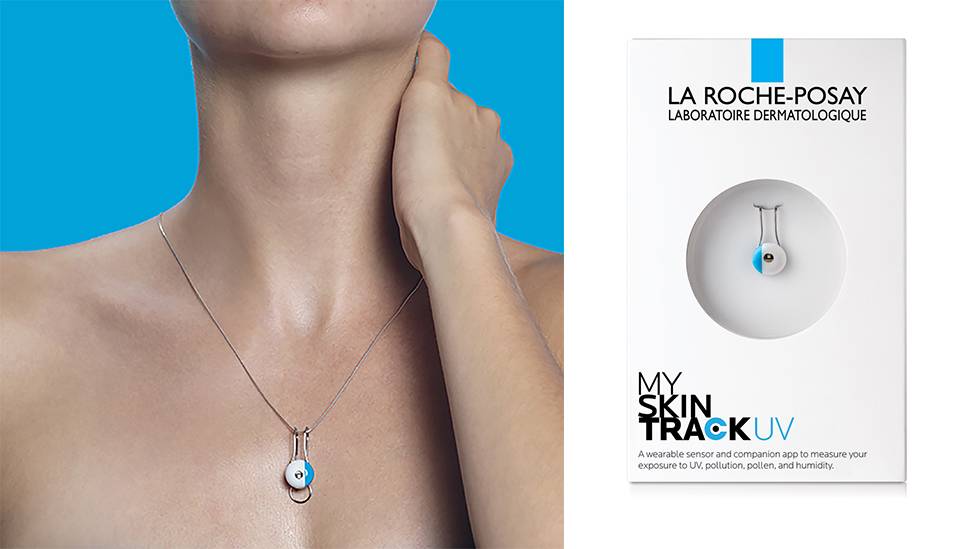 LA ROCHE-POSAY
LABORATOIRE DERMATOLOGIQUE
MY
SKIN
TRACK UV
A wearable sensor and companion app to measure your
exposure to UV, pollution, pollen, and humidity.